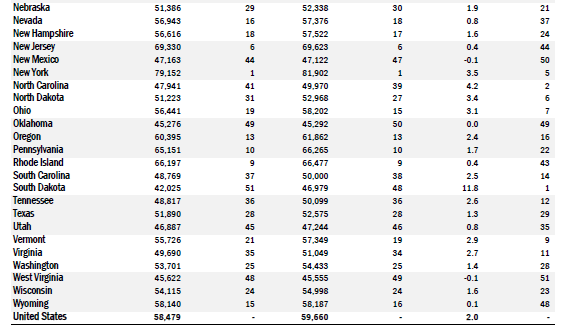 Nebraska 51,386 29 52,338 30 1.9 21
Nevada 56,943 16 57,376 18 0.8 37
New Hampshire 56,616 18 57,522 17 1.6 24
New Jersey 69,330 6 69,623 6 0.4 44
New Mexico 47,163 44 47,122 47 -0.1 50
New York 79,152 1 81,902 1 3.5 5
North Carolina 47,941 41 49,970 39 4.2 2
North Dakota 51,223 31 52,968 27 3.4 6
Ohio 56,441 19 58,202 15 3.1 7
Oklahoma 45,276 49 45,292 50 0.0 49
Oregon 60,395 13 61,862 13 2.4 16
Pennsylvania 65,151 10 66,265 10 1.7 22
Rhode Island 66,197 9 66,477 9 0.4 43
South Carolina 48,769 37 50,000 38 2.5 14
South Dakota 42,025 51 46,979 48 11.8 1
Tennessee 48,817 36 50,099 36 2.6 12
Texas 51,890 28 52,575 28 1.3 29
Utah 46,887 45 47,244 46 0.8 35
Vermont 55,726 21 57,349 19 2.9 9
Virginia 49,690 35 51,049 34 2.7 11
Washington 53,701 25 54,433 25 1.4 28
West Virginia 45,622 48 45,555 49 -0.1 51
Wisconsin 54,115 24 54,998 24 1.6 23
Wyoming 58,140 15 58,187 16 0.1 48
United States 58,479 - 59,660 - 2.0 -